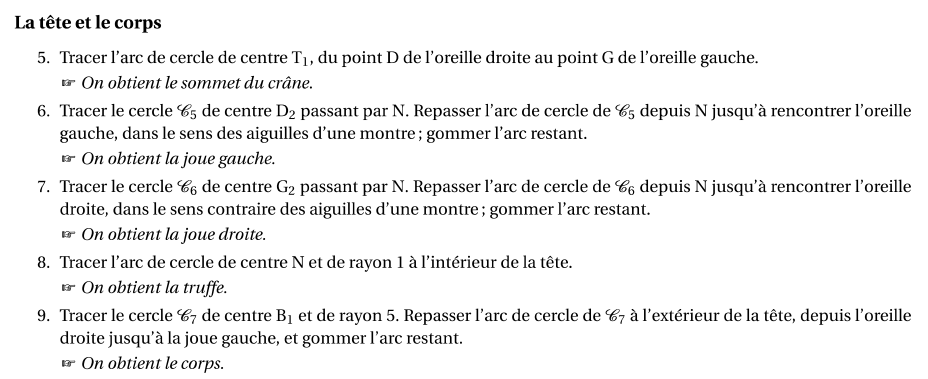 La tête et le corps
5. Tracer l'arc de cercle de centre T₁, du point D de l'oreille droite au point G de l'oreille gauche.
☞ On obtient le sommet du crâne.
6. Tracer le cercle 𝒞₅ de centre D₂ passant par N. Repasser l'arc de cercle de 𝒞₅ depuis N jusqu'à rencontrer l'oreille
gauche, dans le sens des aiguilles d'une montre ; gommer l'arc restant.
☞ On obtient la joue gauche.
7. Tracer le cercle 𝒞₆ de centre G₂ passant par N. Repasser l'arc de cercle de 𝒞₆ depuis N jusqu'à rencontrer l'oreille
droite, dans le sens contraire des aiguilles d'une montre ; gommer l'arc restant.
☞ On obtient la joue droite.
8. Tracer l'arc de cercle de centre N et de rayon 1 à l'intérieur de la tête.
☞ On obtient la truffe.
9. Tracer le cercle 𝒞₇ de centre B₁ et de rayon 5. Repasser l'arc de cercle de 𝒞₇ à l'extérieur de la tête, depuis l'oreille
droite jusqu'à la joue gauche, et gommer l'arc restant.
☞ On obtient le corps.